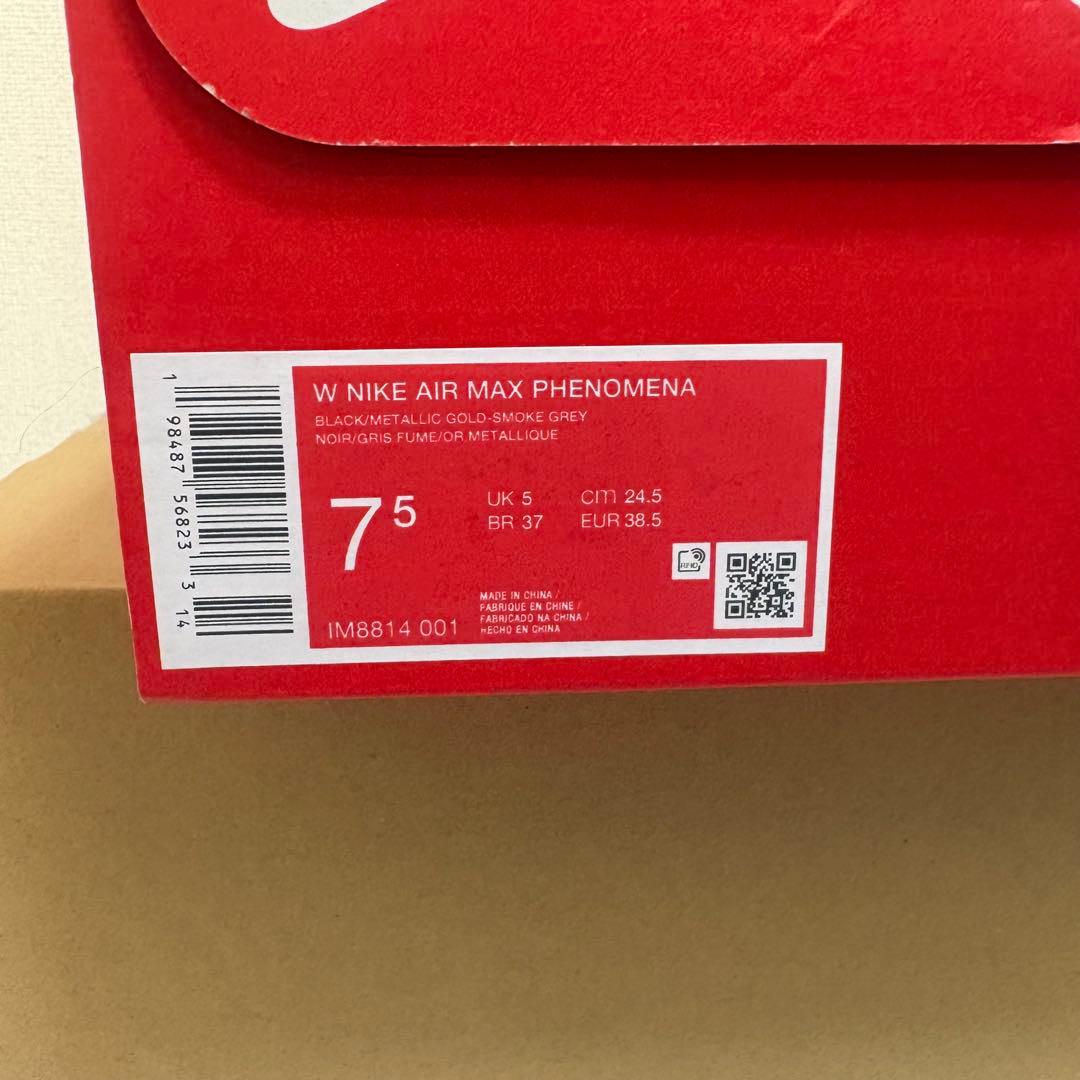 W NIKE AIR MAX PHENOMENA
BLACK/METALLIC GOLD-SMOKE GREY
NOIR/GRIS FUME/OR METALLIQUE
7 5
UK 5
CM 24.5
BR 37
EUR 38.5
RFID
MADE IN CHINA /
FABRIQUE EN CHINE /
FABRICADO NA CHINA /
HECHO EN CHINA
IM8814 001
1 98487 56823 3 14